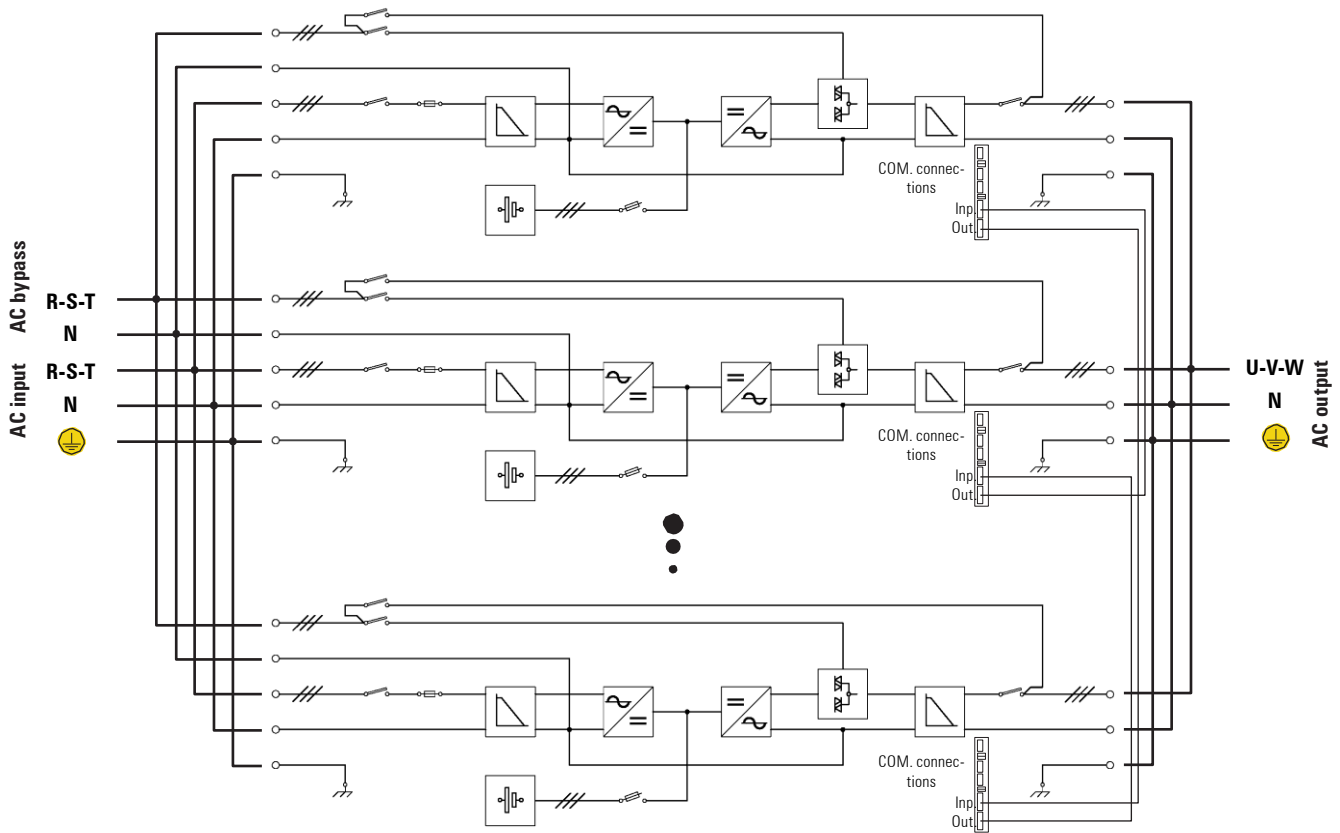 COM. connec-
tions
Inp.
Out.
AC bypass
R-S-T
N
AC input
R-S-T
N
COM. connec-
tions
Inp.
Out.
U-V-W
N
AC output
COM. connec-
tions
Inp.
Out.